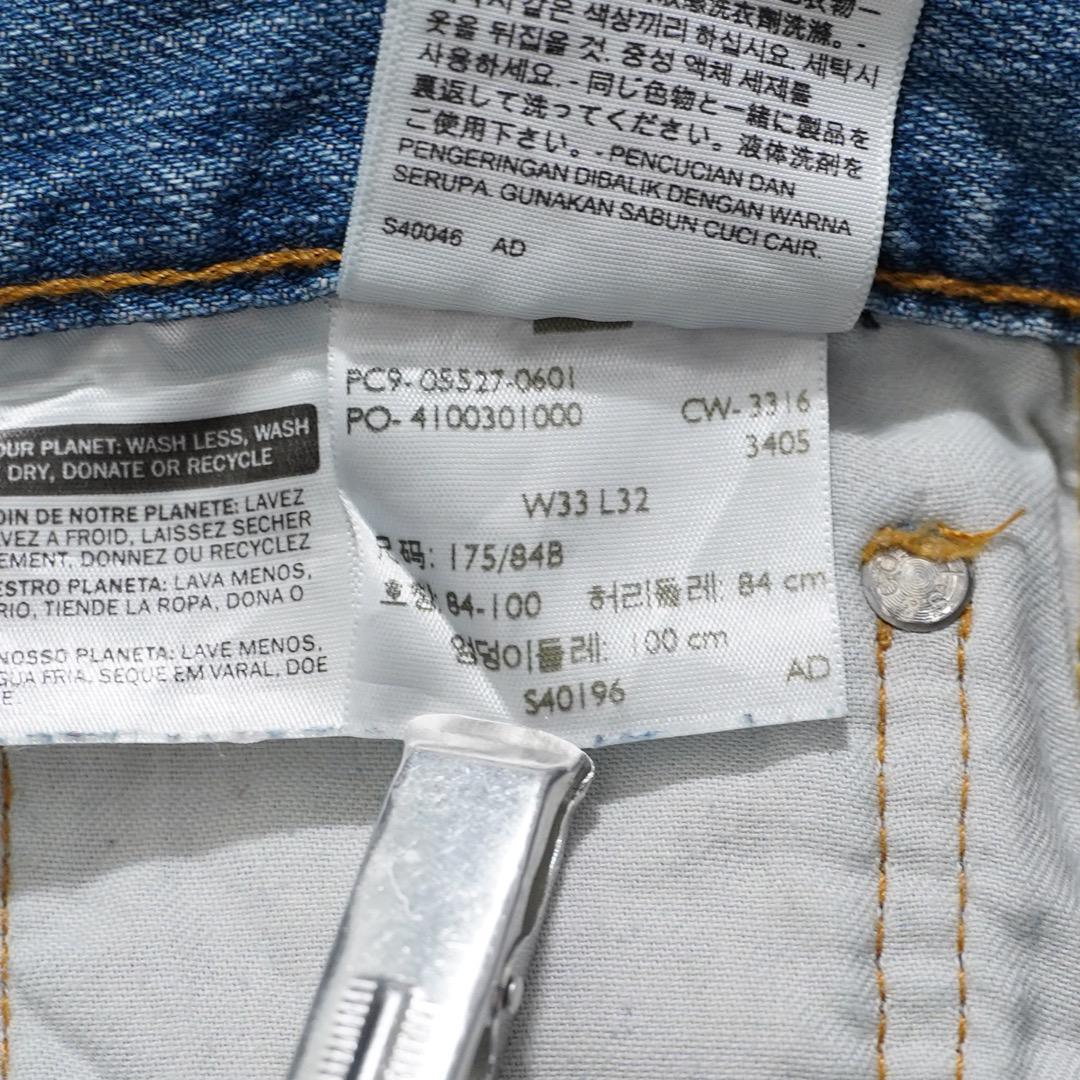 옷을 뒤집을 것. 중성 액체 세제를
사용하세요. - 同じ色物と一緒に製品を
裏返して洗ってください。液体洗剤を
ご使用下さい。- PENCUCIAN DAN
PENGERINGAN DIBALIK DENGAN WARNA
SERUPA. GUNAKAN SABUN CUCI CAIR.
S40046 AD
OUR PLANET: WASH LESS, WASH
DRY, DONATE OR RECYCLE
OIN DE NOTRE PLANETE: LAVEZ
VEZ A FROID, LAISSEZ SECHER
EMENT, DONNEZ OU RECYCLEZ
ESTRO PLANETA: LAVA MENOS,
RIO, TIENDE LA ROPA, DONA O
NOSSO PLANETA: LAVE MENOS,
GUA FRIA, SEQUE EM VARAL, DOE
E.
PC9- 05527-0601
PO- 4100301000
CW- 3316
3405
W33 L32
码: 175/84B
84-100 허리둘레: 84 cm
엉덩이둘레: 100 cm
S40196
AD